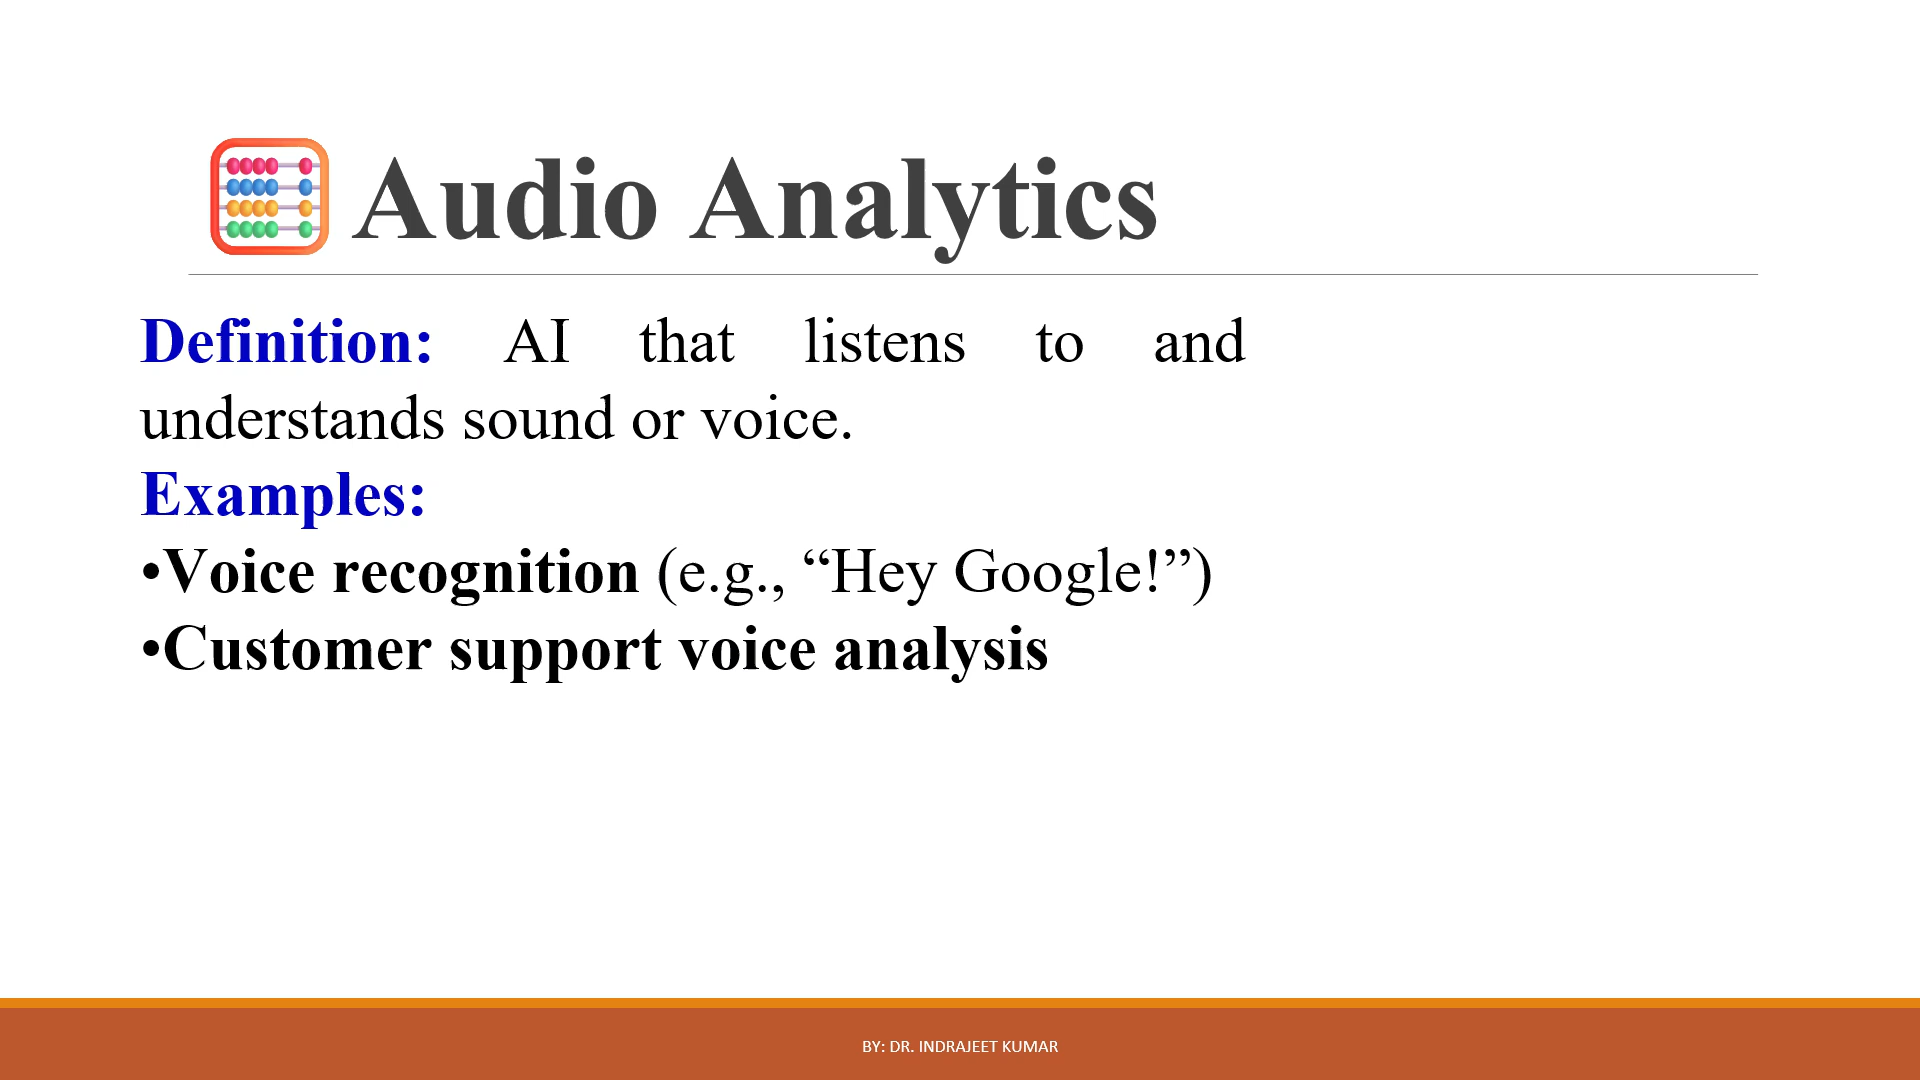 Audio Analytics
Definition: AI that listens to and
understands sound or voice.
Examples:
•Voice recognition (e.g., “Hey Google!”)
•Customer support voice analysis
BY: DR. INDRAJEET KUMAR